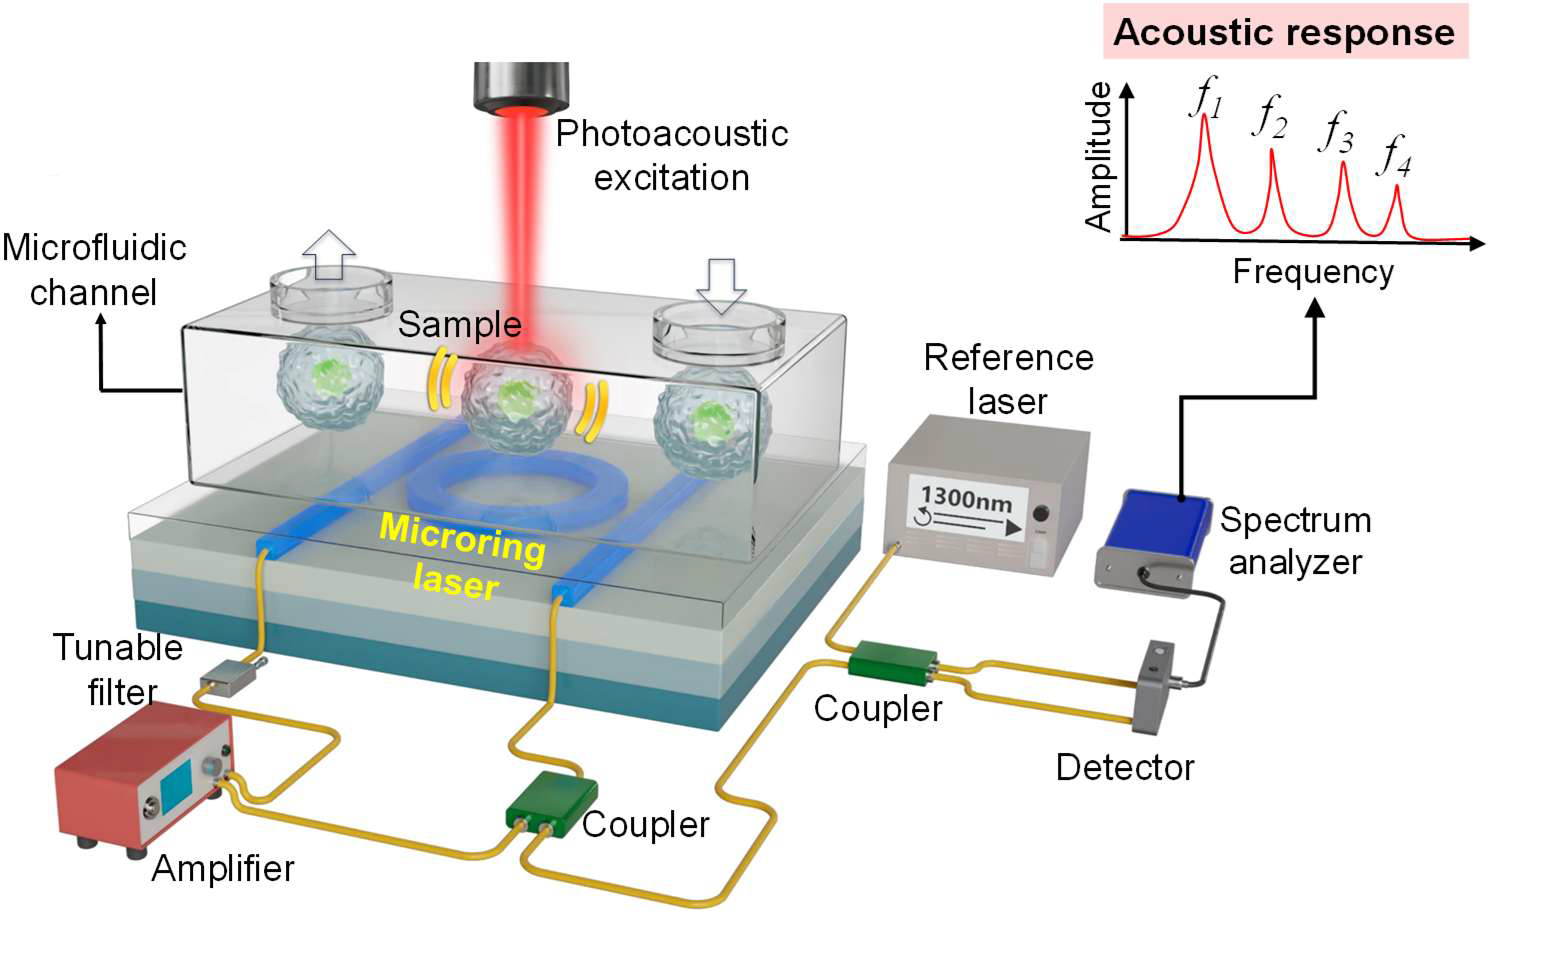 Acoustic response
Amplitude
f1
f2
f3
f4
Frequency
Photoacoustic
excitation
Microfluidic
channel
Sample
Reference
laser
1300nm
Microring
laser
Spectrum
analyzer
Tunable
filter
Coupler
Detector
Coupler
Amplifier